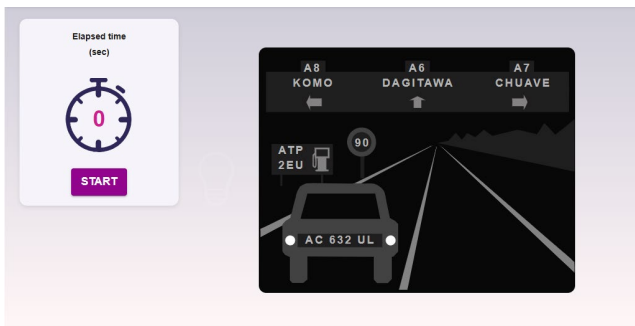 Elapsed time
(sec)
0
START
A8 A6 A7
KOMO DAGITAWA CHUAVE
90
ATP
2EU
AC 632 UL